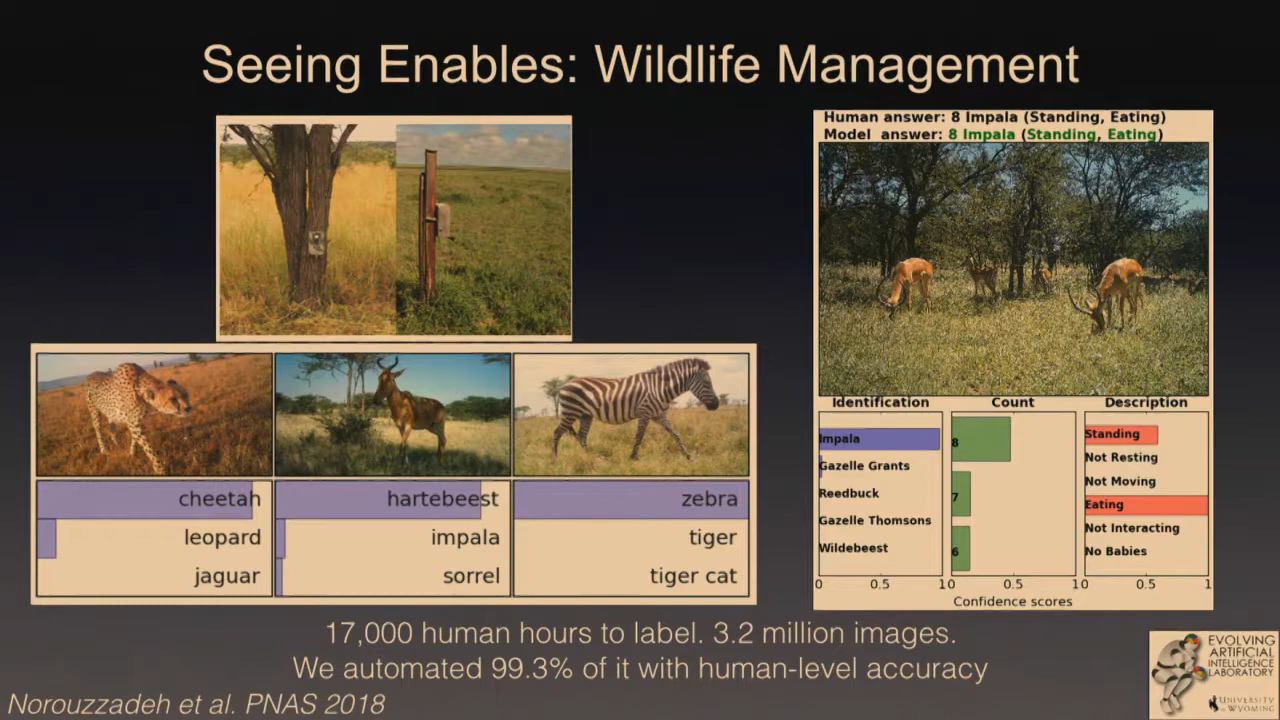 Seeing Enables: Wildlife Management
Human answer: 8 Impala (Standing, Eating)
Model answer: 8 Impala (Standing, Eating)
cheetah
leopard
jaguar
hartebeest
impala
sorrel
zebra
tiger
tiger cat
Identification
Impala
Gazelle Grants
Reedbuck
Gazelle Thomsons
Wildebeest
0 0.5 1
Count
8
7
6
0 0.5 1
Description
Standing
Not Resting
Not Moving
Eating
Not Interacting
No Babies
0 0.5 1
Confidence scores
17,000 human hours to label. 3.2 million images.
We automated 99.3% of it with human-level accuracy
Norouzzadeh et al. PNAS 2018
EVOLVING
ARTIFICIAL
INTELLIGENCE
LABORATORY
UNIVERSITY
OF WYOMING